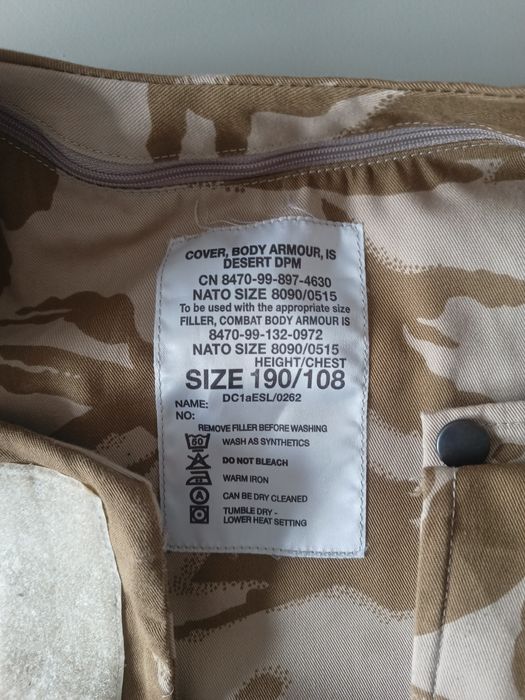 COVER, BODY ARMOUR, IS
DESERT DPM
CN 8470-99-897-4630
NATO SIZE 8090/0515
To be used with the appropriate size
FILLER, COMBAT BODY ARMOUR IS
8470-99-132-0972
NATO SIZE 8090/0515
HEIGHT/CHEST
SIZE 190/108
DC1aESL/0262
NAME:
NO:
REMOVE FILLER BEFORE WASHING
60 WASH AS SYNTHETICS
DO NOT BLEACH
WARM IRON
A CAN BE DRY CLEANED
TUMBLE DRY -
LOWER HEAT SETTING